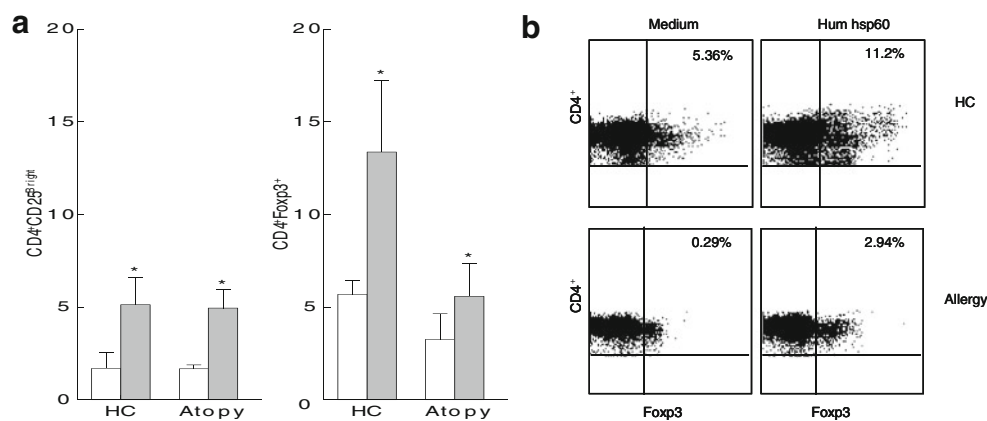 a
20
15
10
5
0
CD4⁺CD25ᴮʳⁱᵍʰᵗ
*
*
HC Atopy
20
15
10
5
0
CD4⁺Foxp3⁺
*
*
HC Atopy
b
Medium Hum hsp60
CD4⁺
5.36% 11.2%
HC
CD4⁺
0.29% 2.94%
Allergy
Foxp3 Foxp3